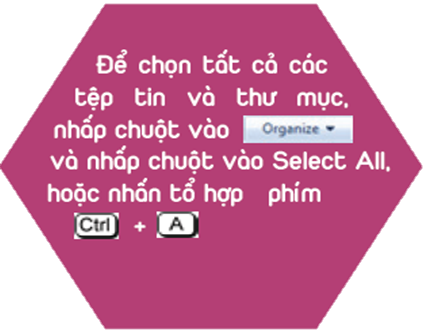 Để chọn tất cả các
tệp tin và thư mục,
nhấp chuột vào Organize
và nhấp chuột vào Select All,
hoặc nhấn tổ hợp phím
Ctrl + A